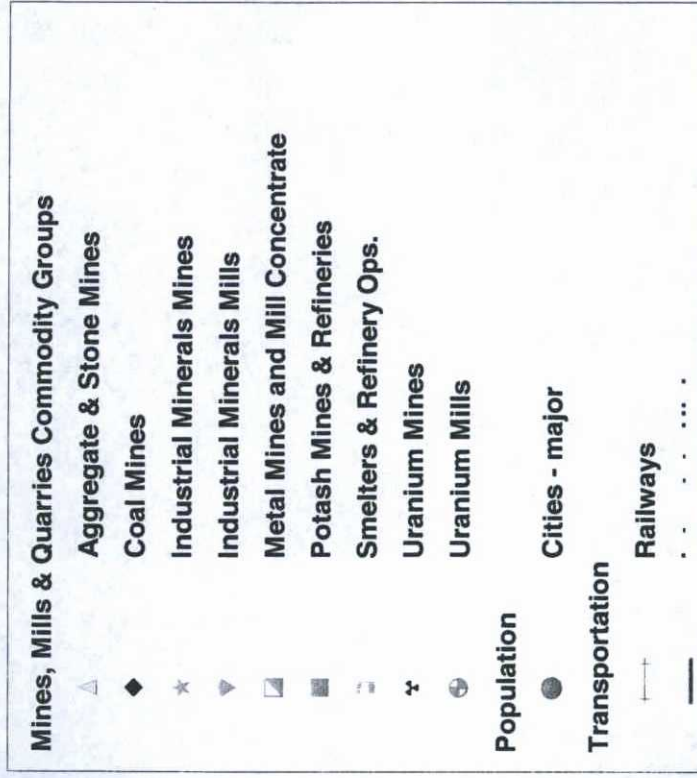 Mines, Mills & Quarries Commodity Groups
Aggregate & Stone Mines
Coal Mines
Industrial Minerals Mines
Industrial Minerals Mills
Metal Mines and Mill Concentrate
Potash Mines & Refineries
Smelters & Refinery Ops.
Uranium Mines
Uranium Mills
Population
Cities - major
Transportation
Railways